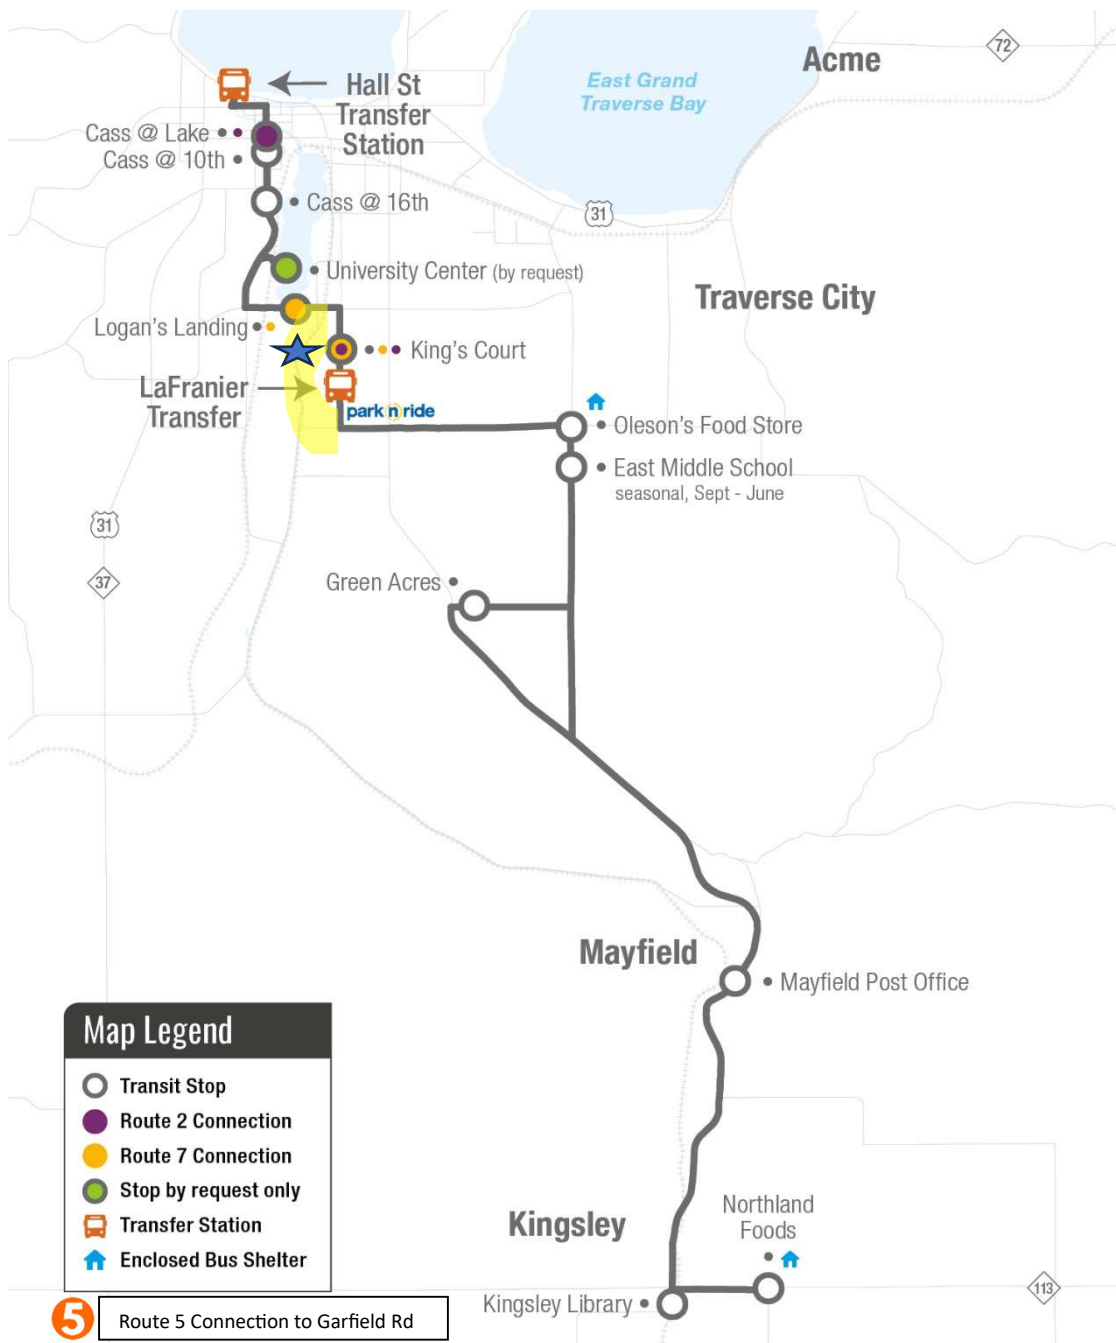 Acme
72
Hall St
Transfer
Station
East Grand
Traverse Bay
Cass @ Lake
Cass @ 10th
Cass @ 16th
31
University Center (by request)
Traverse City
Logan's Landing
King's Court
LaFranier
Transfer
park n ride
Oleson's Food Store
East Middle School
seasonal, Sept - June
31
37
Green Acres
Mayfield
Mayfield Post Office
Map Legend
Transit Stop
Route 2 Connection
Route 7 Connection
Stop by request only
Transfer Station
Enclosed Bus Shelter
Northland
Foods
Kingsley
113
Kingsley Library
5 Route 5 Connection to Garfield Rd